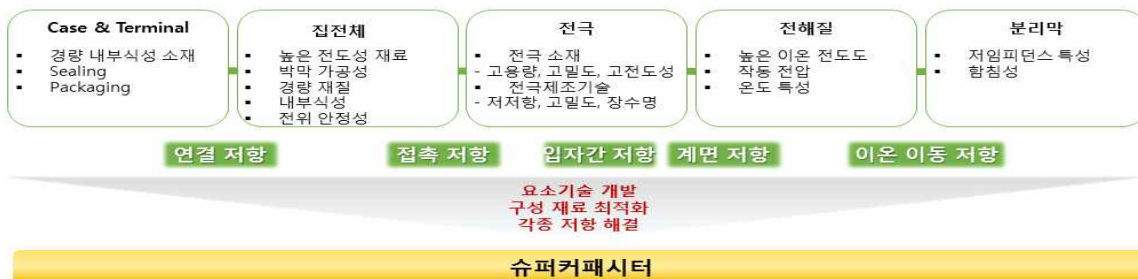 Case & Terminal
▪ 경량 내부식성 소재
▪ Sealing
▪ Packaging
집전체
▪ 높은 전도성 재료
▪ 박막 가공성
▪ 경량 재질
▪ 내부식성
▪ 전위 안정성
전극
▪ 전극 소재
- 고용량, 고밀도, 고전도성
▪ 전극제조기술
- 저저항, 고밀도, 장수명
전해질
▪ 높은 이온 전도도
▪ 작동 전압
▪ 온도 특성
분리막
▪ 저임피던스 특성
▪ 함침성
연결 저항
접촉 저항
입자간 저항
계면 저항
이온 이동 저항
요소기술 개발
구성 재료 최적화
각종 저항 해결
슈퍼커패시터